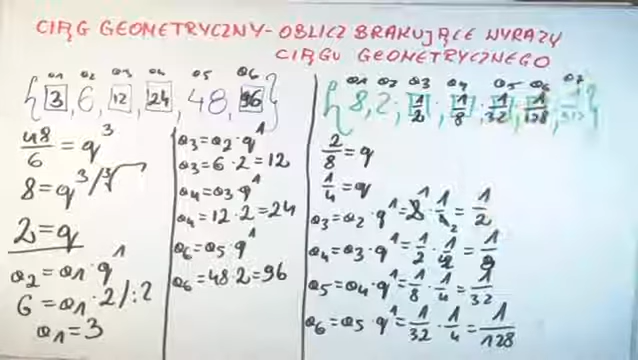 CIĄG GEOMETRYCZNY - OBLICZ BRAKUJĄCE WYRAZY
CIĄGU GEOMETRYCZNEGO
a1 a2 a3 a4 a5 a6
{3, 6, 12, 24, 48, 96}
48/6 = q^3
8 = q^3 /∛
2 = q
a2 = a1 · q^1
6 = a1 · 2 /:2
a1 = 3
a3 = a2 · q^1
a3 = 6 · 2 = 12
a4 = a3 q^1
a4 = 12 · 2 = 24
a6 = a5 · q^1
a6 = 48 · 2 = 96
a1 a2 a3 a4 a5 a6 a7
{8, 2, 1/2, 1/8, 1/32, 1/128, 1/512}
2/8 = q
1/4 = q
a3 = a2 · q^1 = 2 · 1/4 = 1/2
a4 = a3 · q^1 = 1/2 · 1/4 = 1/8
a5 = a4 · q^1 = 1/8 · 1/4 = 1/32
a6 = a5 · q^1 = 1/32 · 1/4 = 1/128